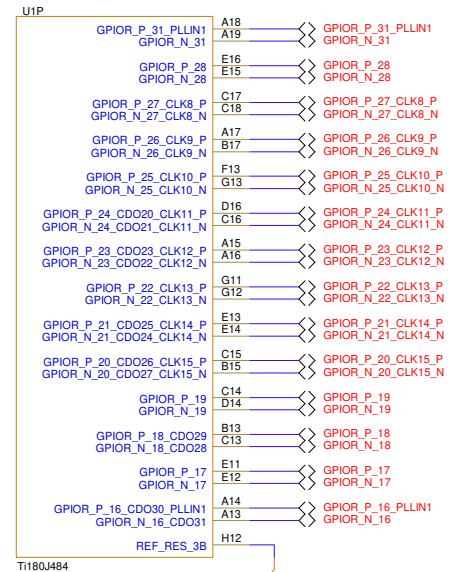 U1P
GPIOR_P_31_PLLIN1 A18 GPIOR_P_31_PLLIN1
GPIOR_N_31 A19 GPIOR_N_31
GPIOR_P_28 E16 GPIOR_P_28
GPIOR_N_28 E15 GPIOR_N_28
GPIOR_P_27_CLK8_P C17 GPIOR_P_27_CLK8_P
GPIOR_N_27_CLK8_N C18 GPIOR_N_27_CLK8_N
GPIOR_P_26_CLK9_P A17 GPIOR_P_26_CLK9_P
GPIOR_N_26_CLK9_N B17 GPIOR_N_26_CLK9_N
GPIOR_P_25_CLK10_P F13 GPIOR_P_25_CLK10_P
GPIOR_N_25_CLK10_N G13 GPIOR_N_25_CLK10_N
GPIOR_P_24_CDO20_CLK11_P D16 GPIOR_P_24_CLK11_P
GPIOR_N_24_CDO21_CLK11_N C16 GPIOR_N_24_CLK11_N
GPIOR_P_23_CDO23_CLK12_P A15 GPIOR_P_23_CLK12_P
GPIOR_N_23_CDO22_CLK12_N A16 GPIOR_N_23_CLK12_N
GPIOR_P_22_CLK13_P G11 GPIOR_P_22_CLK13_P
GPIOR_N_22_CLK13_N G12 GPIOR_N_22_CLK13_N
GPIOR_P_21_CDO25_CLK14_P E13 GPIOR_P_21_CLK14_P
GPIOR_N_21_CDO24_CLK14_N E14 GPIOR_N_21_CLK14_N
GPIOR_P_20_CDO26_CLK15_P C15 GPIOR_P_20_CLK15_P
GPIOR_N_20_CDO27_CLK15_N B15 GPIOR_N_20_CLK15_N
GPIOR_P_19 C14 GPIOR_P_19
GPIOR_N_19 D14 GPIOR_N_19
GPIOR_P_18_CDO29 B13 GPIOR_P_18
GPIOR_N_18_CDO28 C13 GPIOR_N_18
GPIOR_P_17 E11 GPIOR_P_17
GPIOR_N_17 E12 GPIOR_N_17
GPIOR_P_16_CDO30_PLLIN1 A14 GPIOR_P_16_PLLIN1
GPIOR_N_16_CDO31 A13 GPIOR_N_16
REF_RES_3B H12
Ti180J484